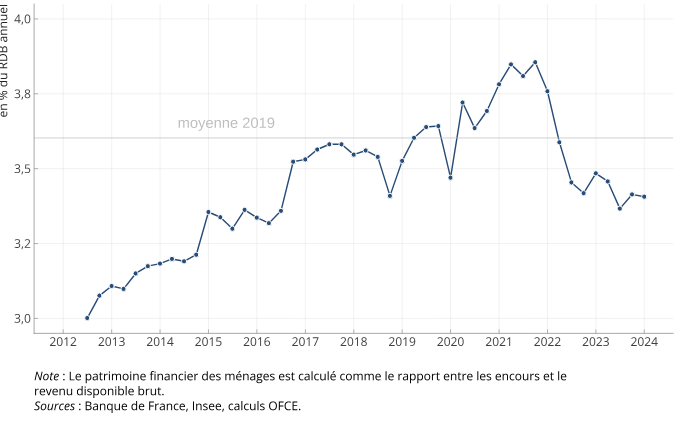 en % du RDB annuel
4,0
3,8
moyenne 2019
3,5
3,2
3,0
2012 2013 2014 2015 2016 2017 2018 2019 2020 2021 2022 2023 2024
Note : Le patrimoine financier des ménages est calculé comme le rapport entre les encours et le
revenu disponible brut.
Sources : Banque de France, Insee, calculs OFCE.